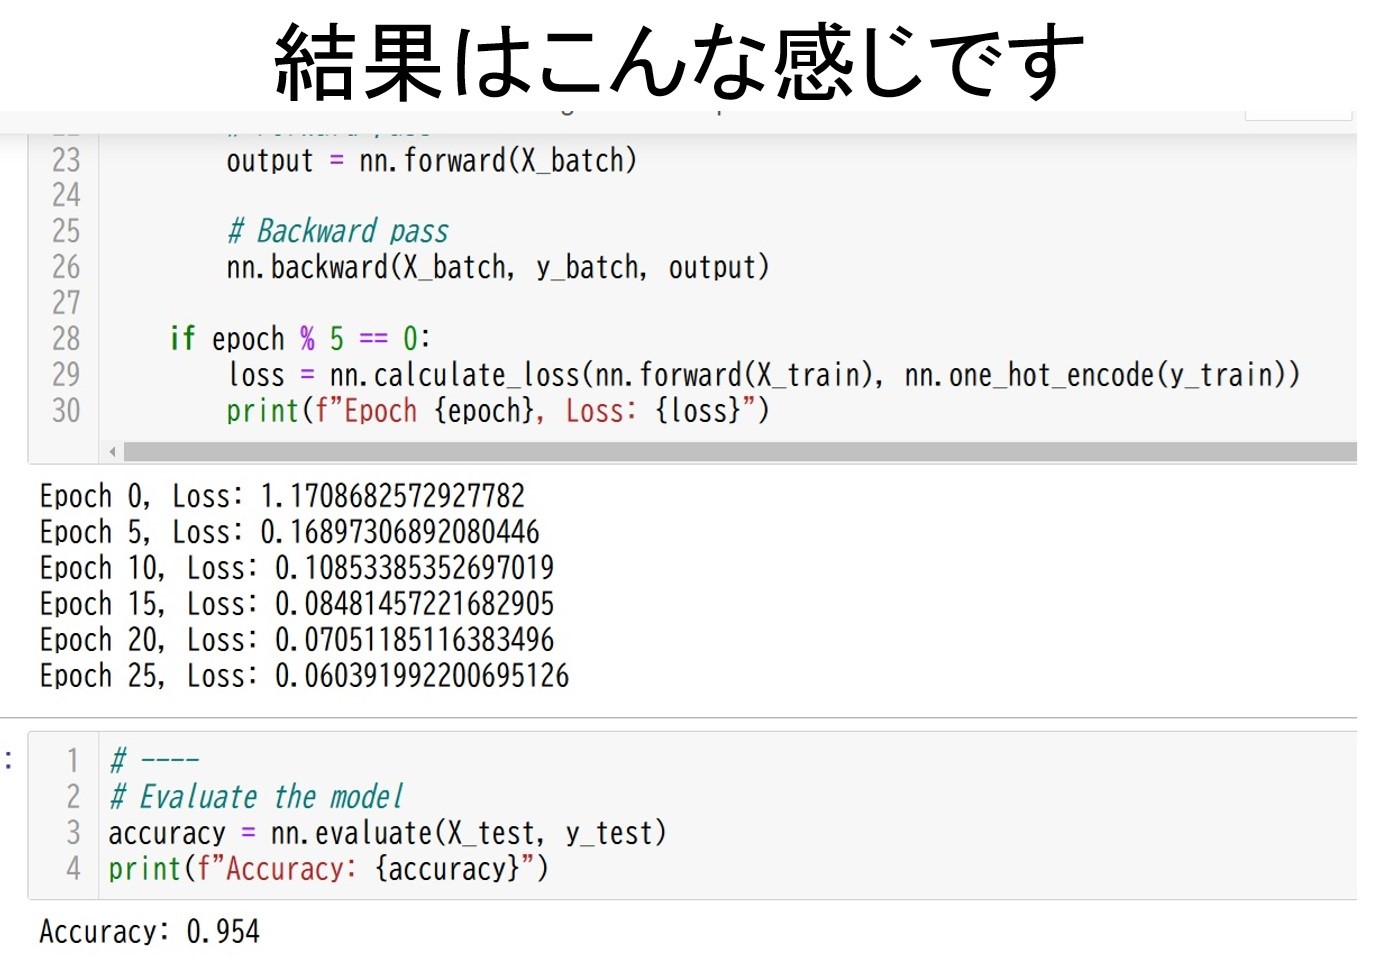 結果はこんな感じです
23 output = nn.forward(X_batch)
24
25 # Backward pass
26 nn.backward(X_batch, y_batch, output)
27
28 if epoch % 5 == 0:
29 loss = nn.calculate_loss(nn.forward(X_train), nn.one_hot_encode(y_train))
30 print(f"Epoch {epoch}, Loss: {loss}")
Epoch 0, Loss: 1.1708682572927782
Epoch 5, Loss: 0.16897306892080446
Epoch 10, Loss: 0.10853385352697019
Epoch 15, Loss: 0.08481457221682905
Epoch 20, Loss: 0.07051185116383496
Epoch 25, Loss: 0.060391992200695126
: 1 # ----
2 # Evaluate the model
3 accuracy = nn.evaluate(X_test, y_test)
4 print(f"Accuracy: {accuracy}")
Accuracy: 0.954